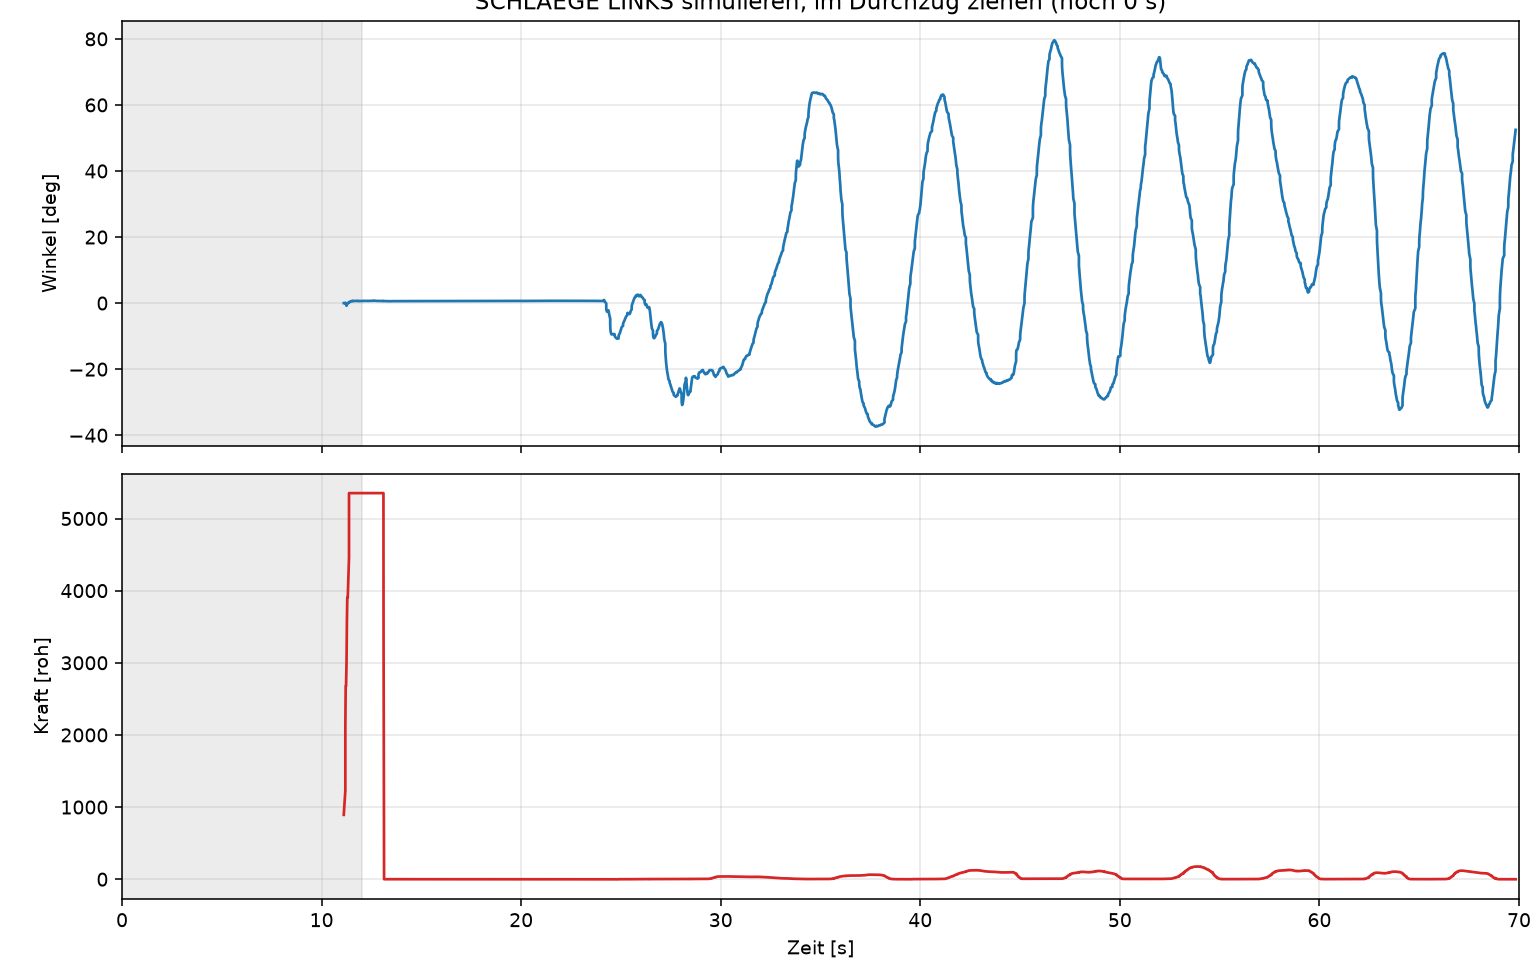 SCHLAEGE LINKS simulieren, im Durchzug ziehen (noch 0 s)
80
60
40
20
0
−20
−40
Winkel [deg]
5000
4000
3000
2000
1000
0
Kraft [roh]
0 10 20 30 40 50 60 70
Zeit [s]